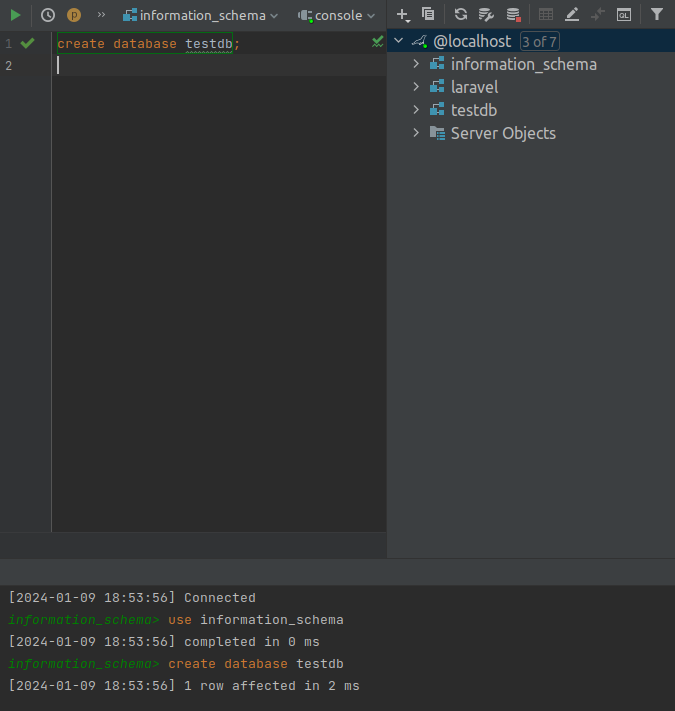 information_schema
console
1 create database testdb;
2
@localhost 3 of 7
information_schema
laravel
testdb
Server Objects
[2024-01-09 18:53:56] Connected
information_schema> use information_schema
[2024-01-09 18:53:56] completed in 0 ms
information_schema> create database testdb
[2024-01-09 18:53:56] 1 row affected in 2 ms